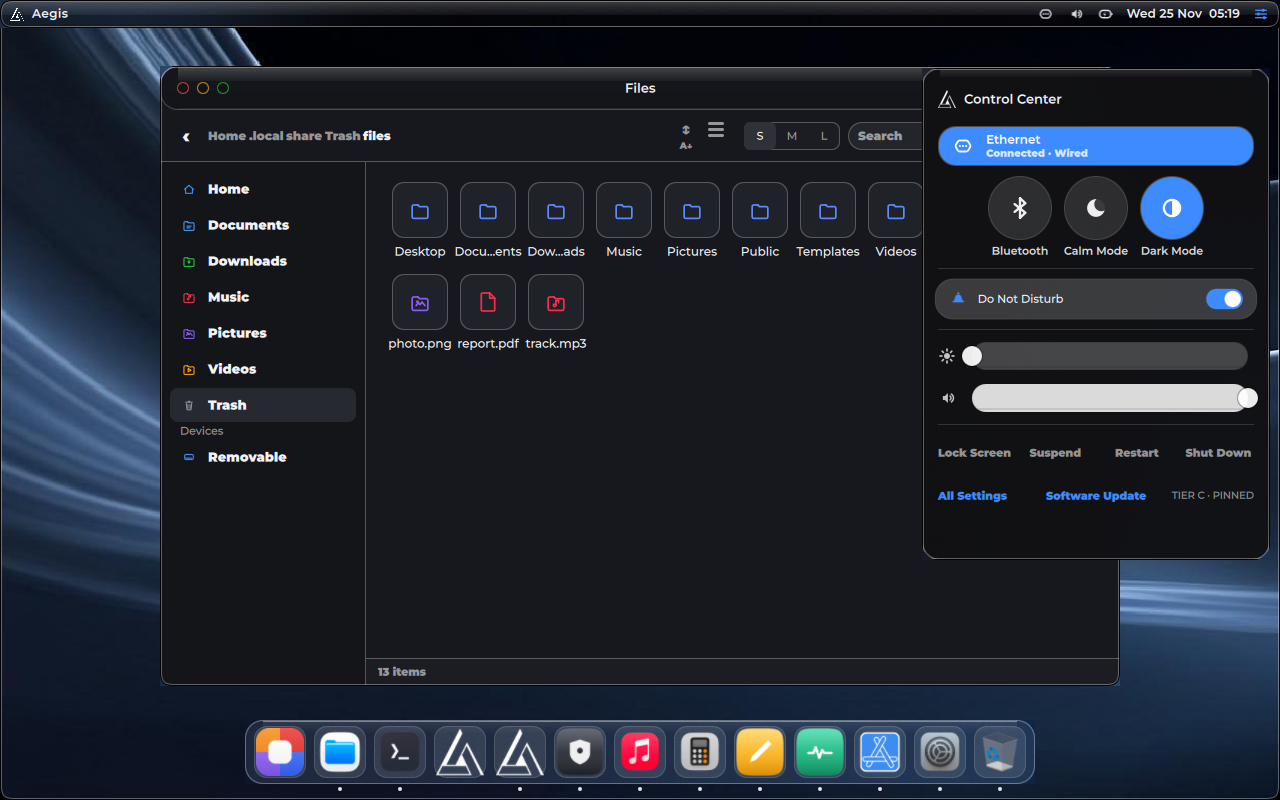 Aegis
Wed 25 Nov 05:19
Files
Home .local share Trash files
A+
S M L
Search
Home
Documents
Downloads
Music
Pictures
Videos
Trash
Devices
Removable
Desktop Docu...ents Dow...ads Music Pictures Public Templates Videos
photo.png report.pdf track.mp3
13 items
Control Center
Ethernet
Connected · Wired
Bluetooth Calm Mode Dark Mode
Do Not Disturb
Lock Screen Suspend Restart Shut Down
All Settings Software Update TIER C · PINNED